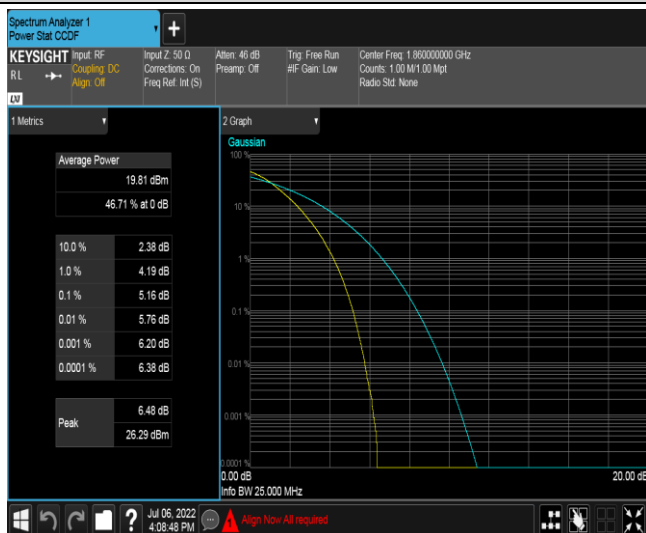 Spectrum Analyzer 1
Power Stat CCDF
+
KEYSIGHT
RL
LXI
Input: RF
Coupling: DC
Align: Off
Input Z: 50 Ω
Corrections: On
Freq Ref: Int (S)
Atten: 46 dB
Preamp: Off
Trig: Free Run
#IF Gain: Low
Center Freq: 1.860000000 GHz
Counts: 1.00 M/1.00 Mpt
Radio Std: None
1 Metrics
Average Power
19.81 dBm
46.71 % at 0 dB
10.0 % 2.38 dB
1.0 % 4.19 dB
0.1 % 5.16 dB
0.01 % 5.76 dB
0.001 % 6.20 dB
0.0001 % 6.38 dB
Peak
6.48 dB
26.29 dBm
2 Graph
Gaussian
100 %
10 %
1 %
0.1 %
0.01 %
0.001 %
0.0001 %
0.00 dB
20.00 dB
Info BW 25.000 MHz
?
Jul 06, 2022
4:08:48 PM
Align Now All required